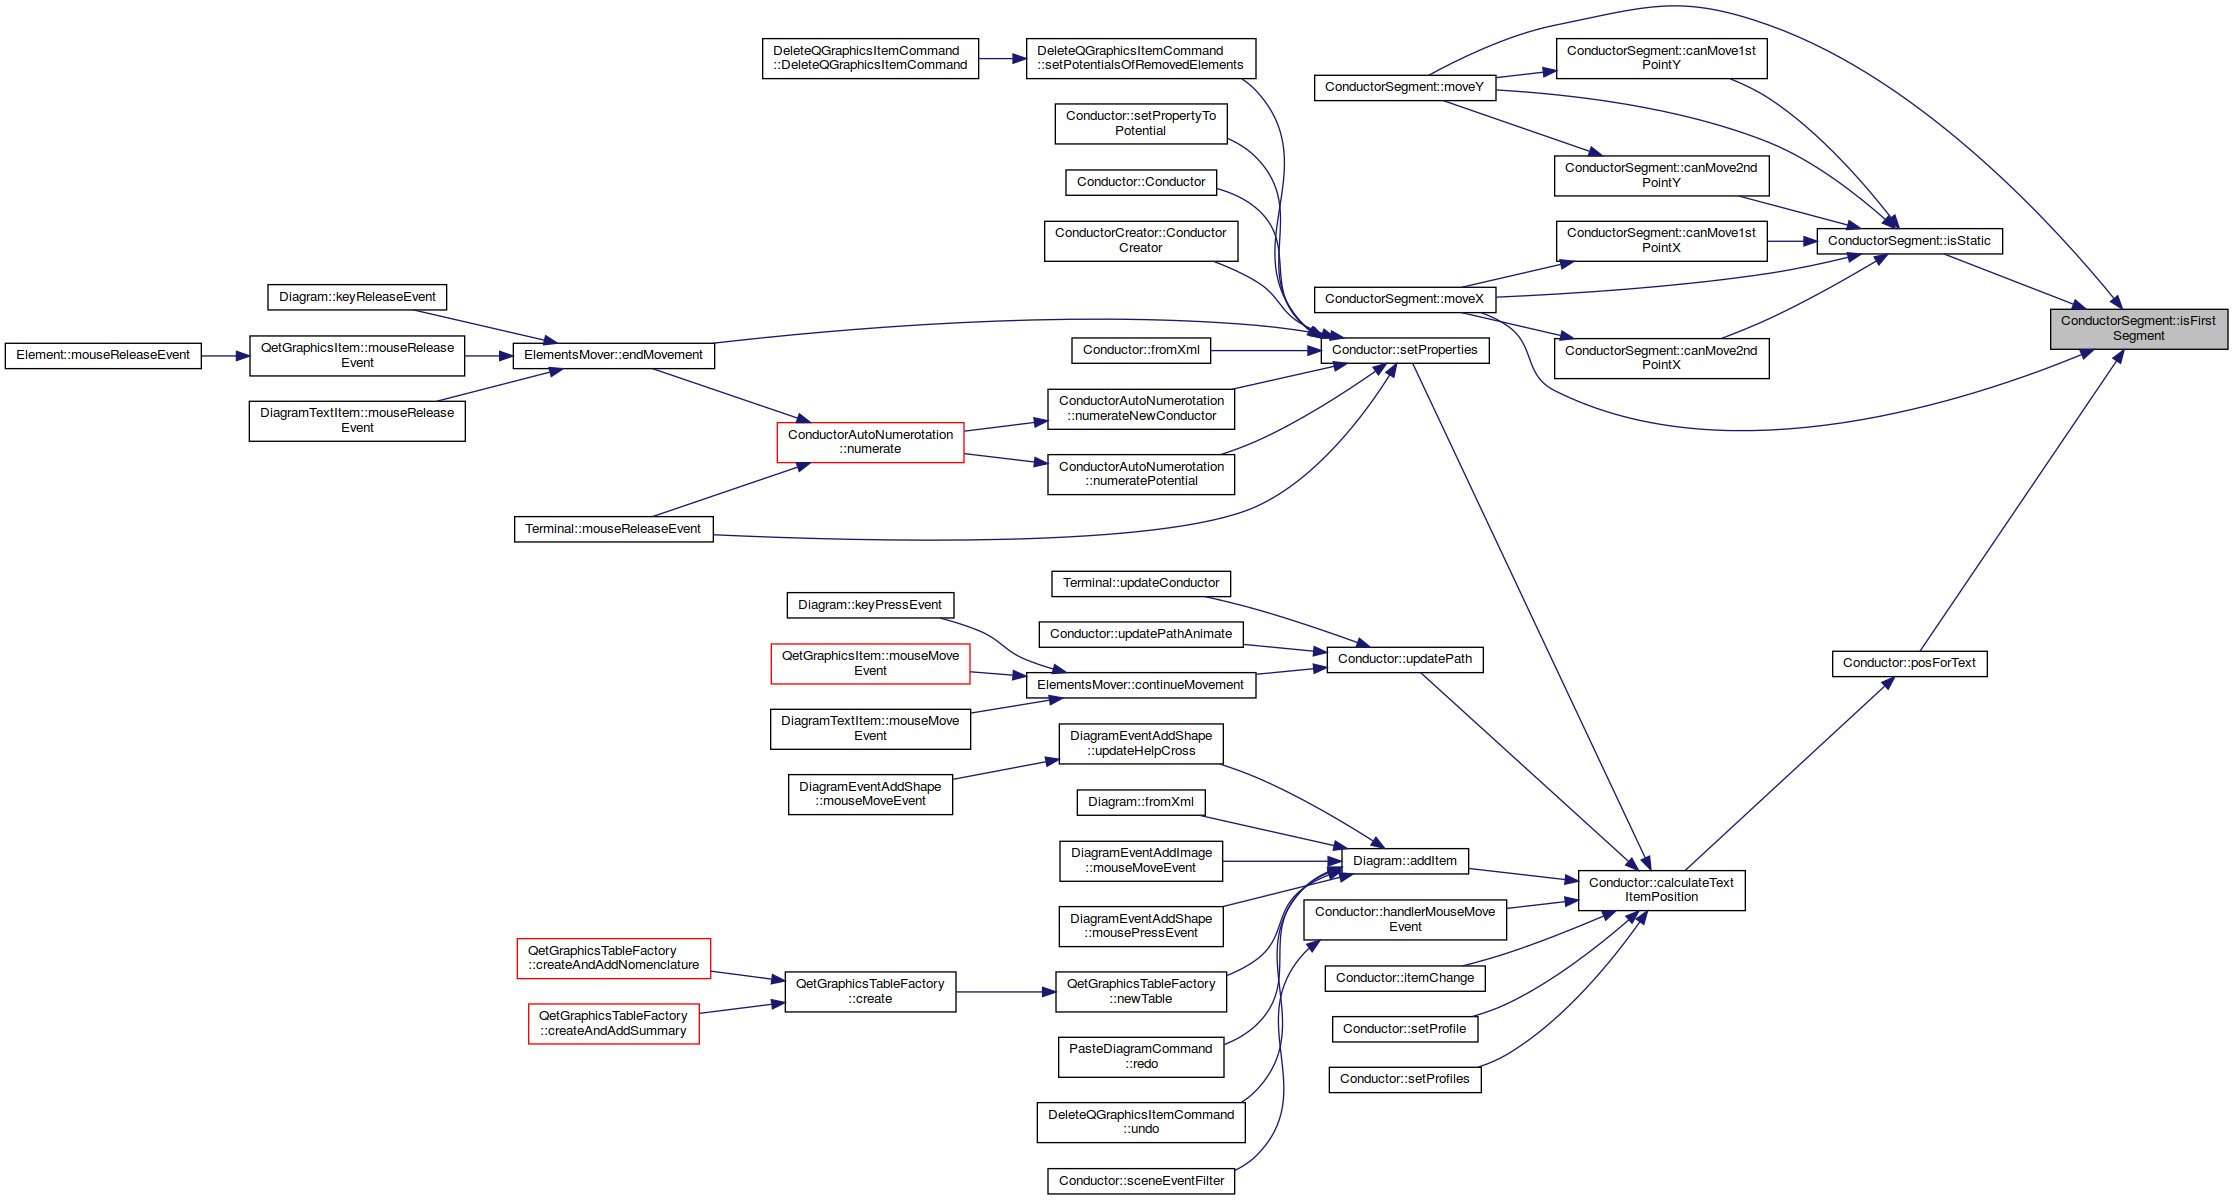 DeleteQGraphicsItemCommand
::DeleteQGraphicsItemCommand
DeleteQGraphicsItemCommand
::setPotentialsOfRemovedElements
ConductorSegment::canMove1st
PointY
ConductorSegment::moveY
Conductor::setPropertyTo
Potential
ConductorSegment::canMove2nd
PointY
Conductor::Conductor
ConductorCreator::Conductor
Creator
ConductorSegment::canMove1st
PointX
ConductorSegment::isStatic
Diagram::keyReleaseEvent
ConductorSegment::moveX
ConductorSegment::isFirst
Segment
Element::mouseReleaseEvent
QetGraphicsItem::mouseRelease
Event
ElementsMover::endMovement
Conductor::fromXml
Conductor::setProperties
ConductorSegment::canMove2nd
PointX
DiagramTextItem::mouseRelease
Event
ConductorAutoNumerotation
::numerateNewConductor
ConductorAutoNumerotation
::numerate
ConductorAutoNumerotation
::numeratePotential
Terminal::mouseReleaseEvent
Terminal::updateConductor
Diagram::keyPressEvent
Conductor::updatePathAnimate
QetGraphicsItem::mouseMove
Event
Conductor::updatePath
Conductor::posForText
ElementsMover::continueMovement
DiagramTextItem::mouseMove
Event
DiagramEventAddShape
::updateHelpCross
DiagramEventAddShape
::mouseMoveEvent
Diagram::fromXml
DiagramEventAddImage
::mouseMoveEvent
Diagram::addItem
Conductor::calculateText
ItemPosition
DiagramEventAddShape
::mousePressEvent
Conductor::handlerMouseMove
Event
QetGraphicsTableFactory
::createAndAddNomenclature
Conductor::itemChange
QetGraphicsTableFactory
::create
QetGraphicsTableFactory
::newTable
QetGraphicsTableFactory
::createAndAddSummary
Conductor::setProfile
PasteDiagramCommand
::redo
Conductor::setProfiles
DeleteQGraphicsItemCommand
::undo
Conductor::sceneEventFilter